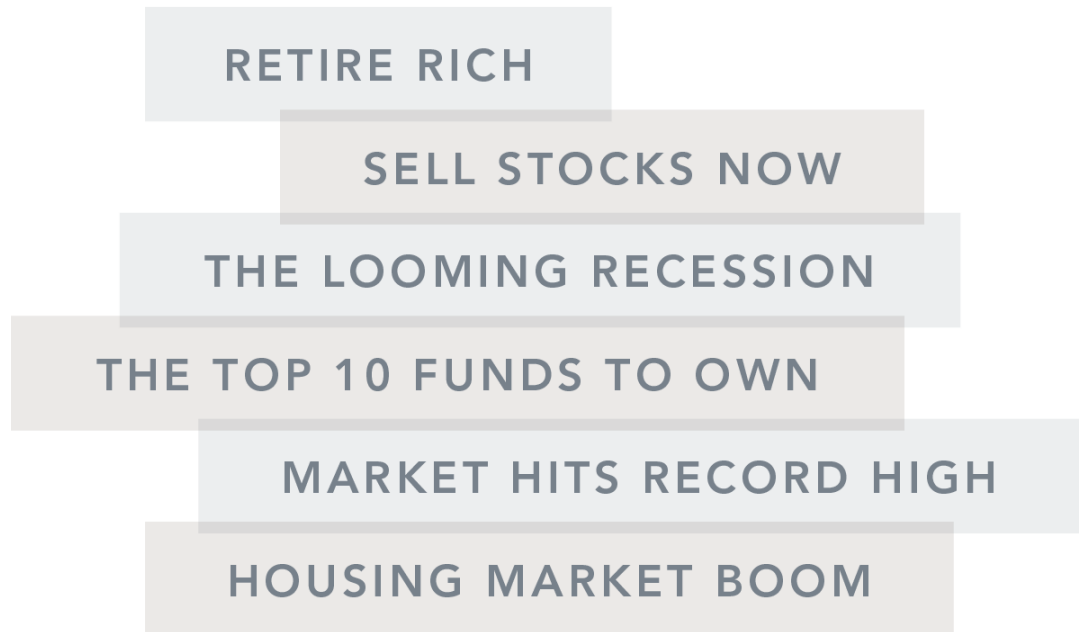 RETIRE RICH
SELL STOCKS NOW
THE LOOMING RECESSION
THE TOP 10 FUNDS TO OWN
MARKET HITS RECORD HIGH
HOUSING MARKET BOOM